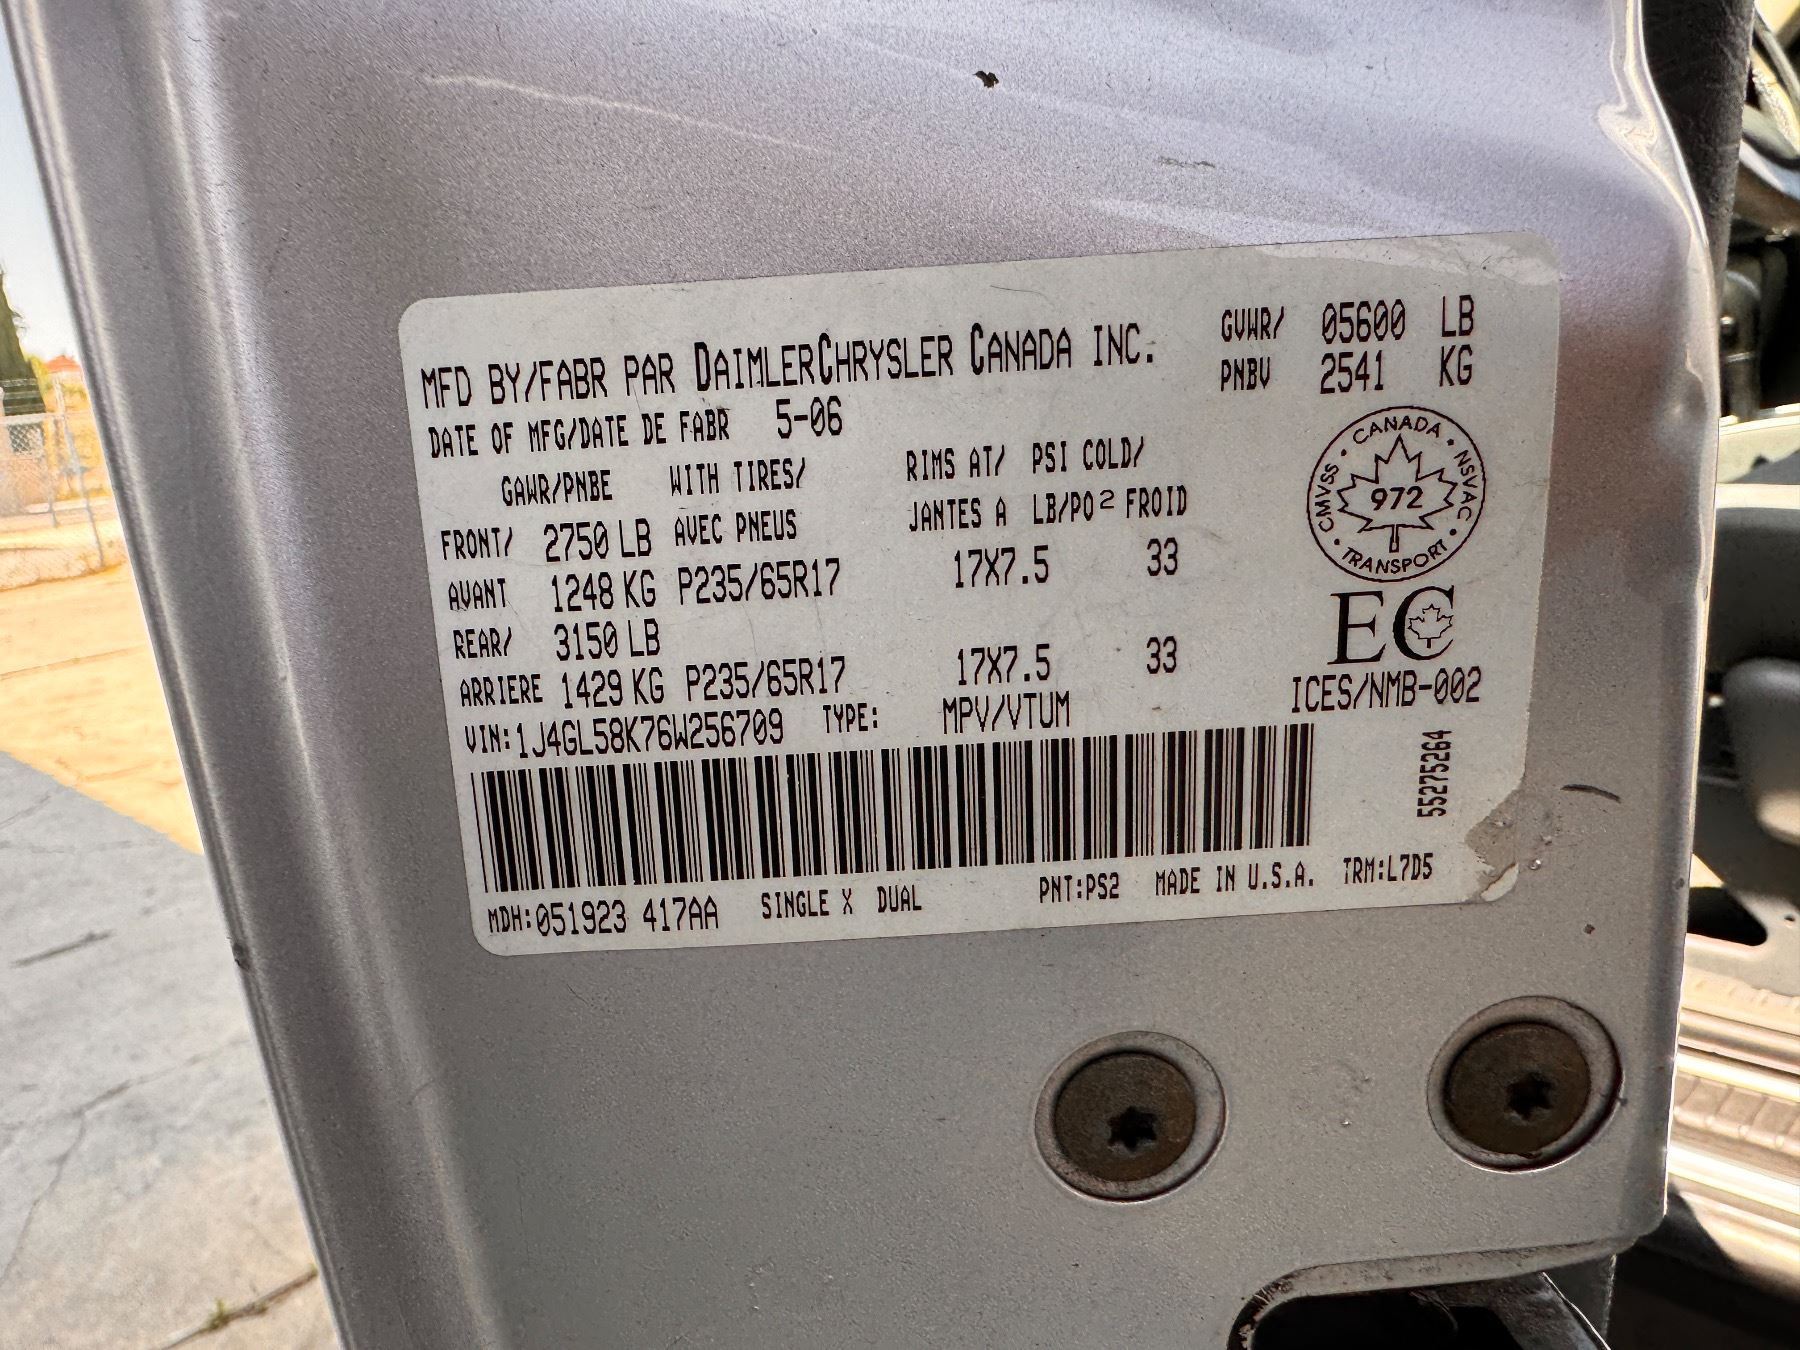 MFD BY/FABR PAR DAIMLERCHRYSLER CANADA INC. GVWR/ 05600 LB
DATE OF MFG/DATE DE FABR 5-06 PNBV 2541 KG
GAWR/PNBE WITH TIRES/ RIMS AT/ PSI COLD/
FRONT/ 2750 LB AVEC PNEUS JANTES A LB/PO² FROID
AVANT 1248 KG P235/65R17 17X7.5 33
REAR/ 3150 LB
ARRIERE 1429 KG P235/65R17 17X7.5 33
VIN: 1J4GL58K76W256709 TYPE: MPV/VTUM
CANADA • NSVAC • TRANSPORT • CMVSS •
972
EC
ICES/NMB-002
55275264
MDH: 051923 417AA SINGLE X DUAL PNT:PS2 MADE IN U.S.A. TRM:L7D5